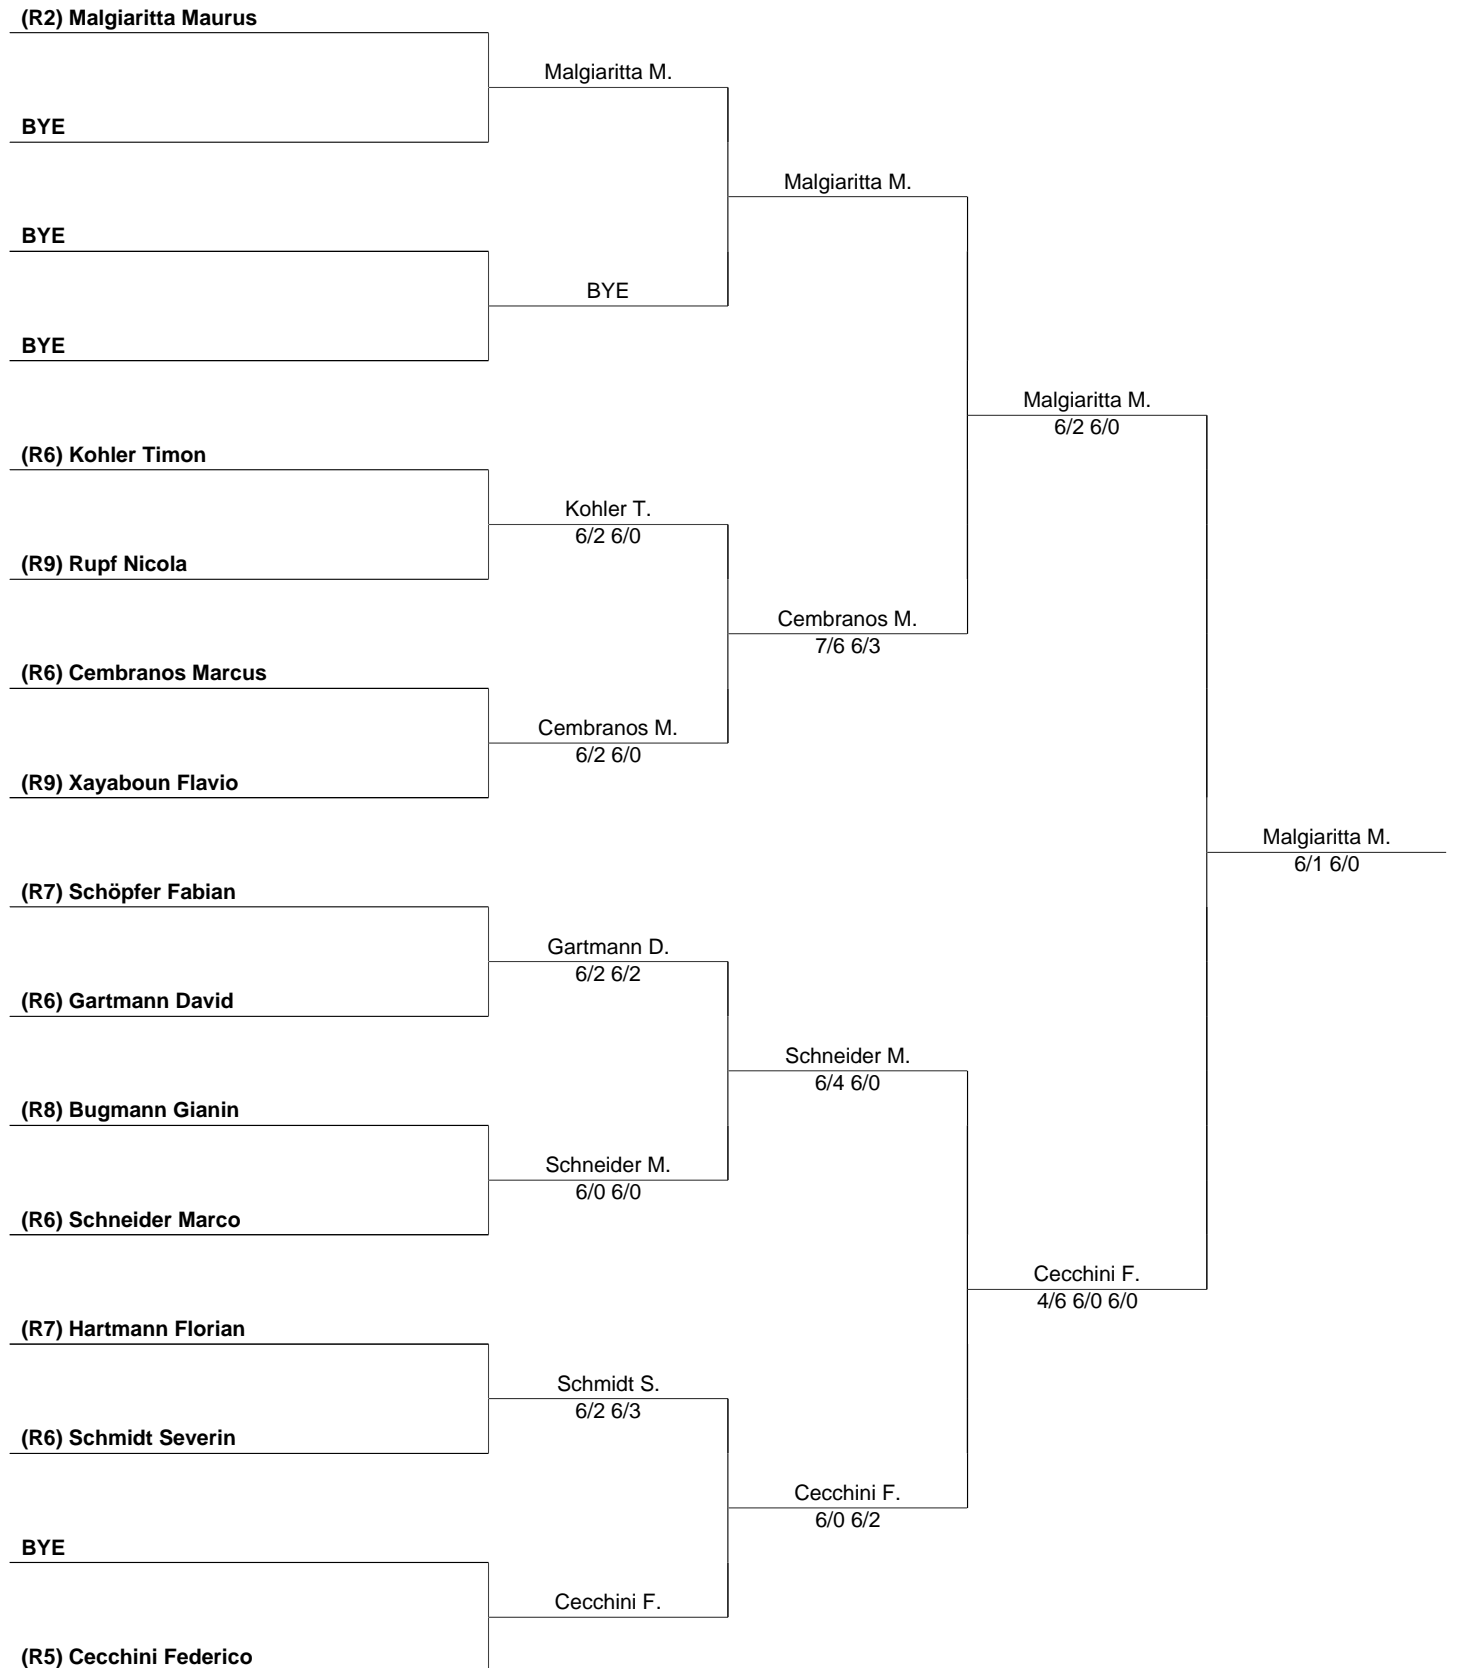 (R2) Malgiaritta Maurus
Malgiaritta M.
BYE
Malgiaritta M.
BYE
BYE
BYE
Malgiaritta M.
6/2 6/0
(R6) Kohler Timon
Kohler T.
6/2 6/0
(R9) Rupf Nicola
Cembranos M.
7/6 6/3
(R6) Cembranos Marcus
Cembranos M.
6/2 6/0
(R9) Xayaboun Flavio
Malgiaritta M.
6/1 6/0
(R7) Schöpfer Fabian
Gartmann D.
6/2 6/2
(R6) Gartmann David
Schneider M.
6/4 6/0
(R8) Bugmann Gianin
Schneider M.
6/0 6/0
(R6) Schneider Marco
Cecchini F.
4/6 6/0 6/0
(R7) Hartmann Florian
Schmidt S.
6/2 6/3
(R6) Schmidt Severin
Cecchini F.
6/0 6/2
BYE
Cecchini F.
(R5) Cecchini Federico